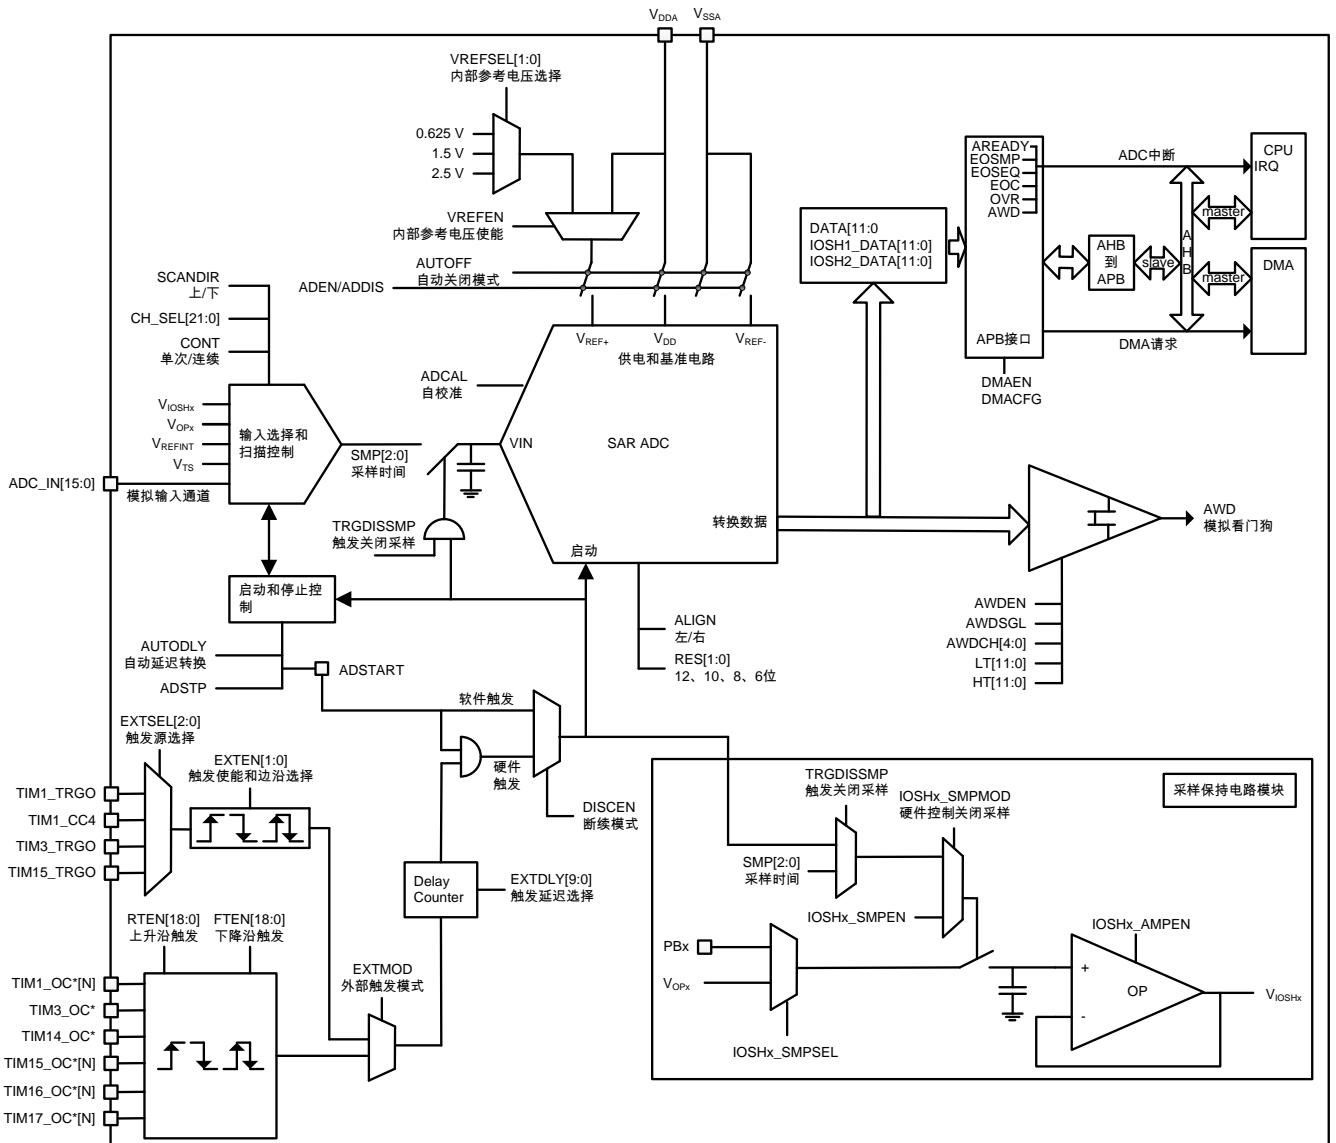 VDDA VSSA
VREFSEL[1:0]
内部参考电压选择
0.625 V
1.5 V
2.5 V
VREFEN
内部参考电压使能
AUTOFF
自动关闭模式
ADEN/ADDIS
SCANDIR
上/下
CH_SEL[21:0]
CONT
单次/连续
VIOSHx
VOPx
VREFINT
VTS
ADC_IN[15:0]
模拟输入通道
输入选择和
扫描控制
SMP[2:0]
采样时间
ADCAL
自校准
VREF+ VDD VREF-
供电和基准电路
VIN
SAR ADC
转换数据
启动
TRGDISSMP
触发关闭采样
启动和停止控
制
AUTODLY
自动延迟转换
ADSTP
ADSTART
ALIGN
左/右
RES[1:0]
12、10、8、6位
DATA[11:0
IOSH1_DATA[11:0]
IOSH2_DATA[11:0]
AREADY
EOSMP
EOSEQ
EOC
OVR
AWD
APB接口
DMAEN
DMACFG
ADC中断
CPU
IRQ
master
AHB
到
APB
slave
A
H
B
master
DMA
DMA请求
AWD
模拟看门狗
AWDEN
AWDSGL
AWDCH[4:0]
LT[11:0]
HT[11:0]
软件触发
硬件
触发
DISCEN
断续模式
EXTSEL[2:0]
触发源选择
EXTEN[1:0]
触发使能和边沿选择
TIM1_TRGO
TIM1_CC4
TIM3_TRGO
TIM15_TRGO
Delay
Counter
EXTDLY[9:0]
触发延迟选择
RTEN[18:0]
上升沿触发
FTEN[18:0]
下降沿触发
EXTMOD
外部触发模式
TIM1_OC*[N]
TIM3_OC*
TIM14_OC*
TIM15_OC*[N]
TIM16_OC*[N]
TIM17_OC*[N]
采样保持电路模块
TRGDISSMP
触发关闭采样
IOSHx_SMPMOD
硬件控制关闭采样
SMP[2:0]
采样时间
IOSHx_SMPEN
PBx
VOPx
IOSHx_SMPSEL
IOSHx_AMPEN
+
OP
-
VIOSHx